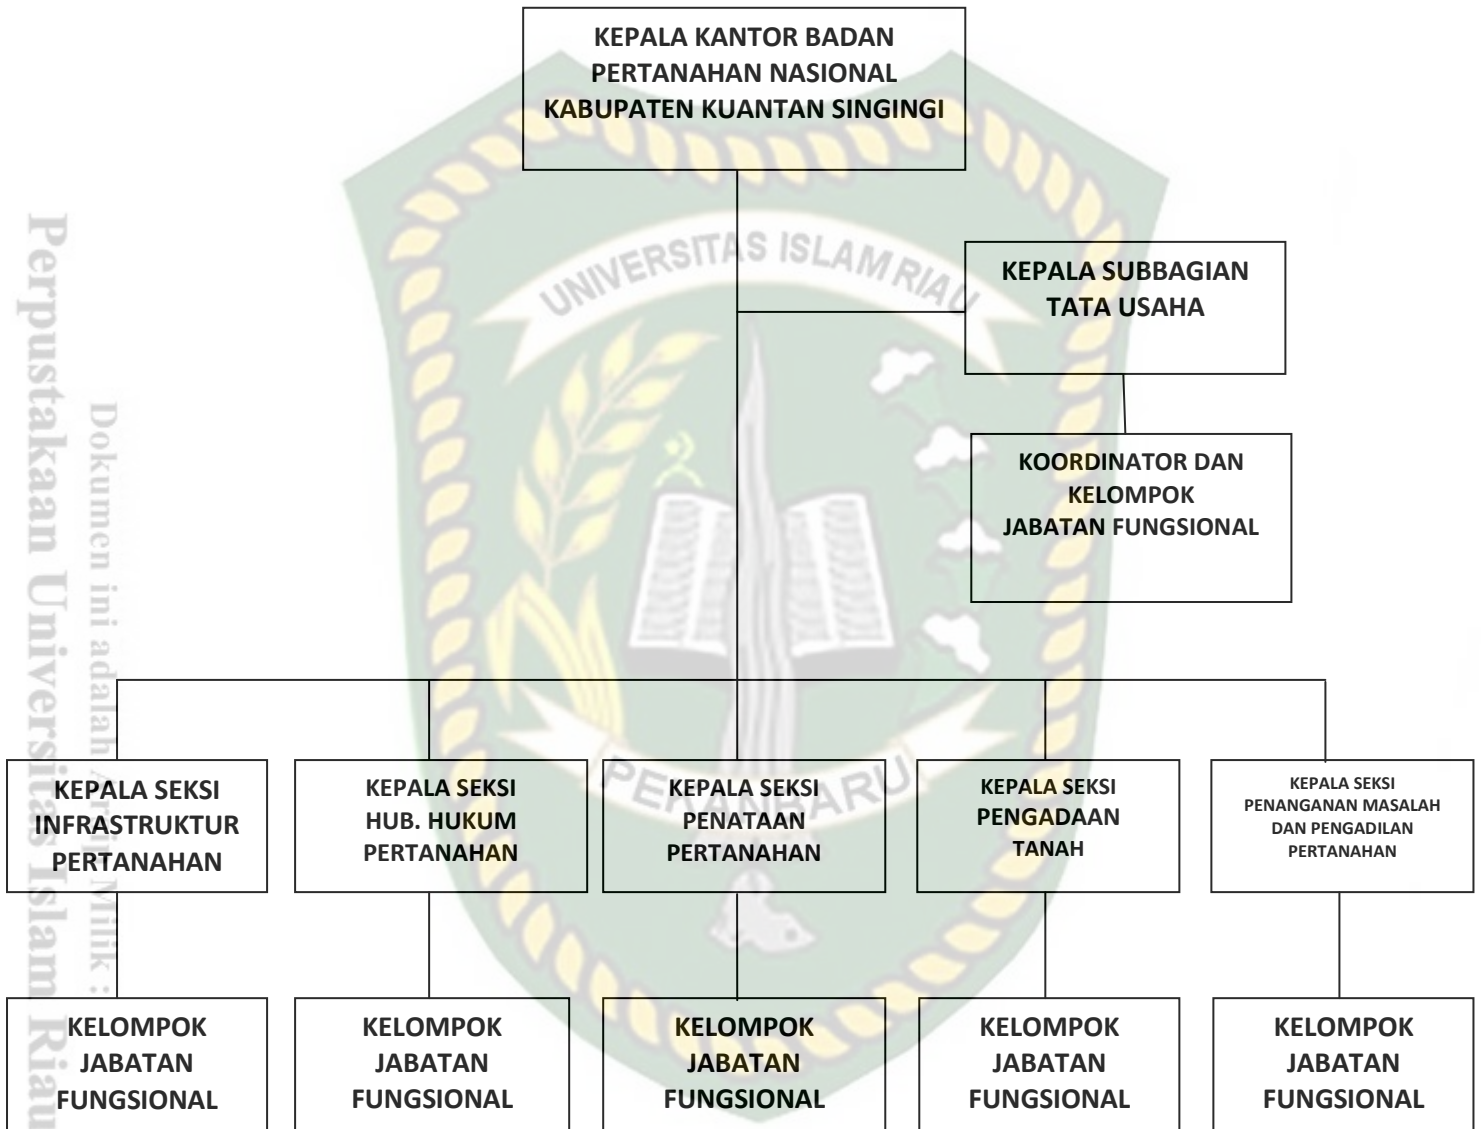 KEPALA KANTOR BADAN
PERTANAHAN NASIONAL
KABUPATEN KUANTAN SINGINGI
UNIVERSITAS ISLAM RIAU
KEPALA SUBBAGIAN
TATA USAHA
KOORDINATOR DAN
KELOMPOK
JABATAN FUNGSIONAL
PEKANBARU
KEPALA SEKSI
INFRASTRUKTUR
PERTANAHAN
KEPALA SEKSI
HUB. HUKUM
PERTANAHAN
KEPALA SEKSI
PENATAAN
PERTANAHAN
KEPALA SEKSI
PENGADAAN
TANAH
KEPALA SEKSI
PENANGANAN MASALAH
DAN PENGADILAN
PERTANAHAN
KELOMPOK
JABATAN
FUNGSIONAL
KELOMPOK
JABATAN
FUNGSIONAL
KELOMPOK
JABATAN
FUNGSIONAL
KELOMPOK
JABATAN
FUNGSIONAL
KELOMPOK
JABATAN
FUNGSIONAL
Dokumen ini adalah Arsip Milik :
Perpustakaan Universitas Islam Riau